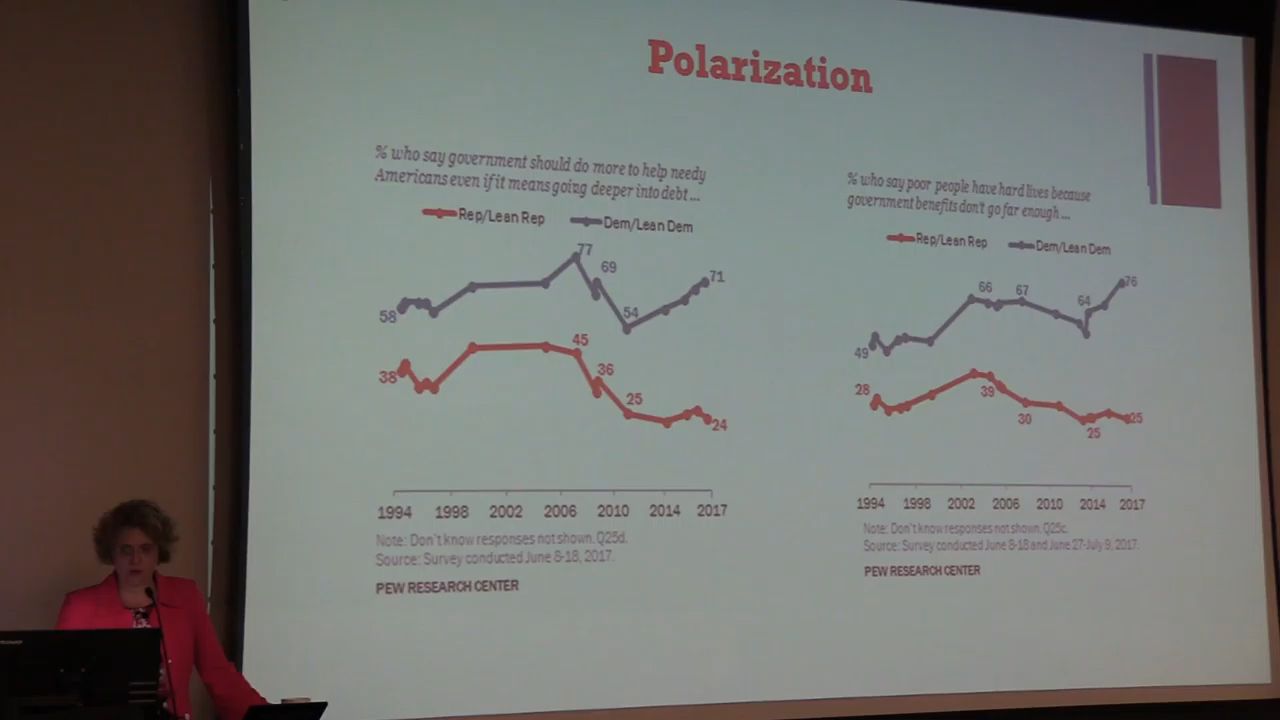 Polarization
% who say government should do more to help needy
Americans even if it means going deeper into debt ...
Rep/Lean Rep Dem/Lean Dem
77
69
71
58
54
45
38
36
25
24
1994 1998 2002 2006 2010 2014 2017
Note: Don't know responses not shown. Q25d.
Source: Survey conducted June 8-18, 2017.
PEW RESEARCH CENTER
% who say poor people have hard lives because
government benefits don't go far enough ...
Rep/Lean Rep Dem/Lean Dem
76
66
67
64
49
28
39
30
25
25
1994 1998 2002 2006 2010 2014 2017
Note: Don't know responses not shown. Q25c.
Source: Survey conducted June 8-18 and June 27-July 9, 2017.
PEW RESEARCH CENTER